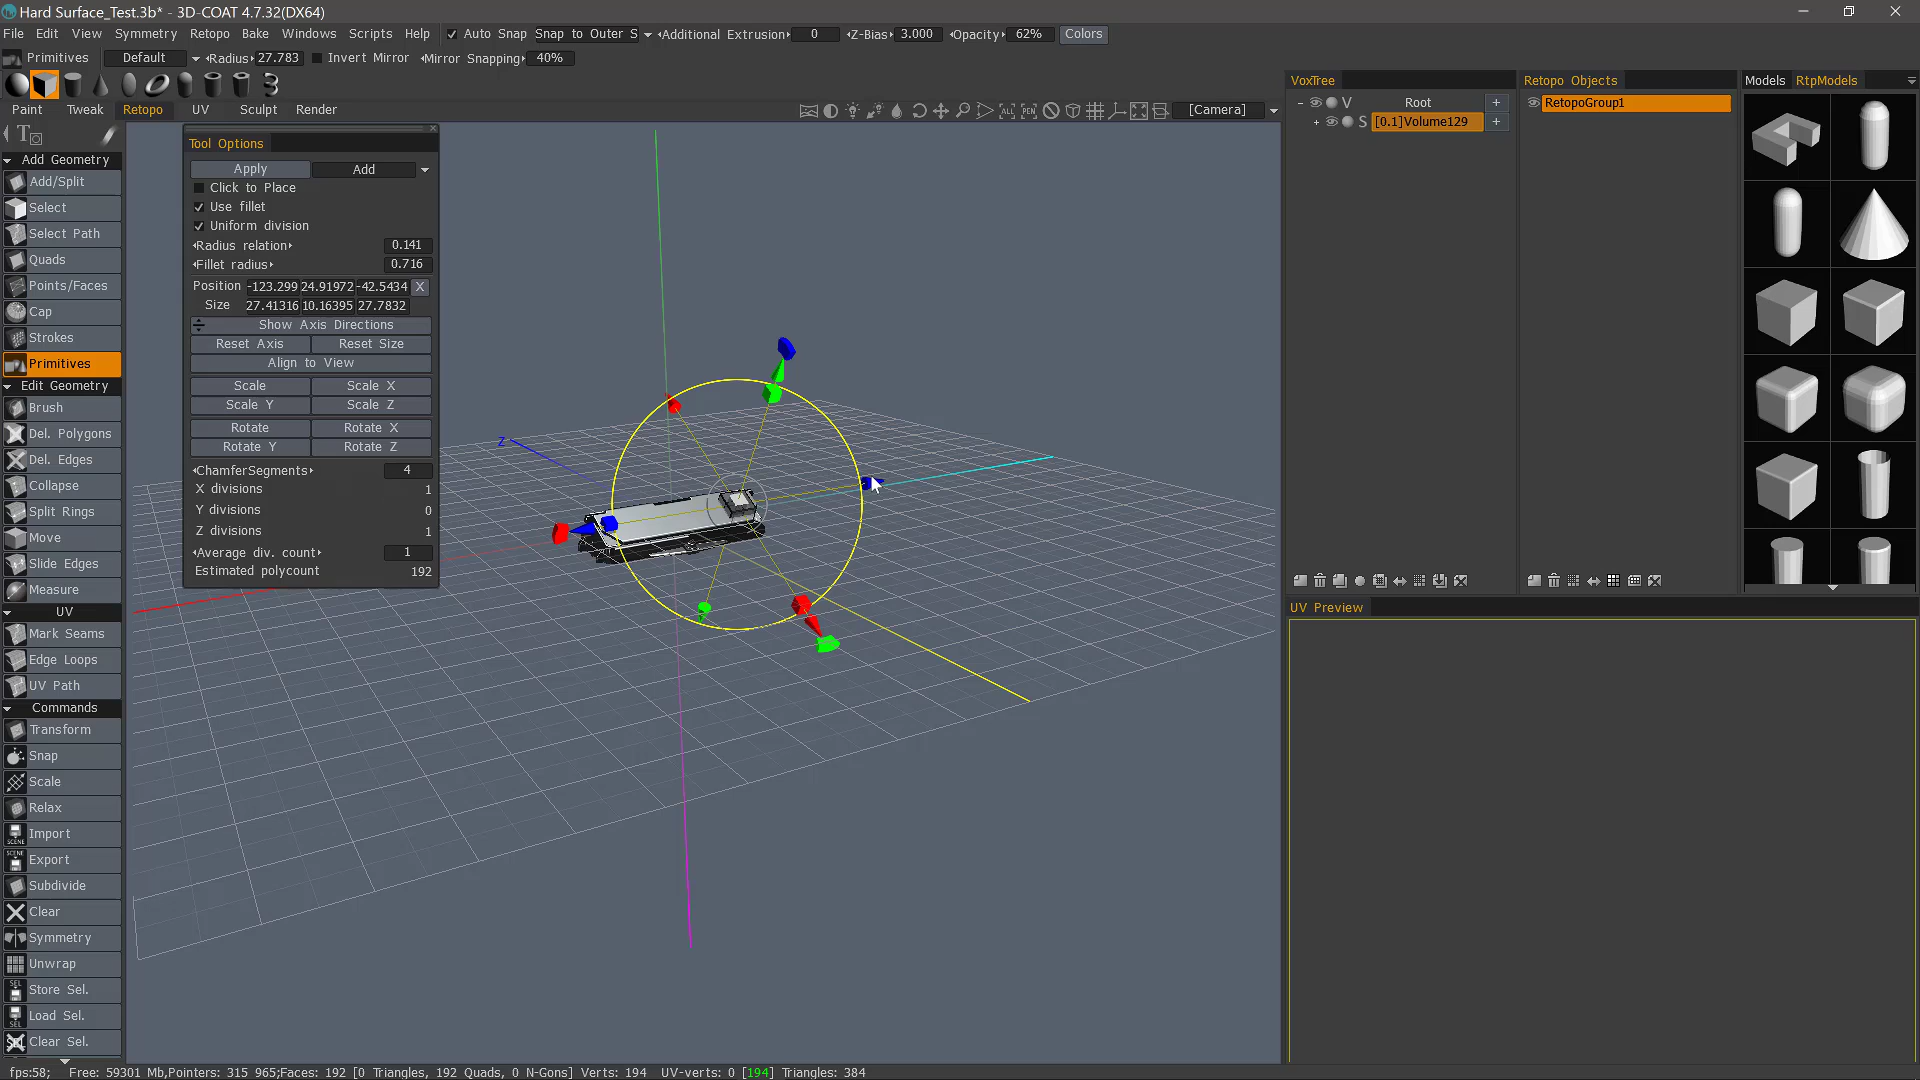 Hard Surface_Test.3b* - 3D-COAT 4.7.32(DX64)
File Edit View Symmetry Retopo Bake Windows Scripts Help Auto Snap Snap to Outer S Additional Extrusion 0 Z-Bias 3.000 Opacity 62% Colors
Primitives Default Radius 27.783 Invert Mirror Mirror Snapping 40%
Paint Tweak Retopo UV Sculpt Render [Camera]
Add Geometry
Add/Split
Select
Select Path
Quads
Points/Faces
Cap
Strokes
Primitives
Edit Geometry
Brush
Del. Polygons
Del. Edges
Collapse
Split Rings
Move
Slide Edges
Measure
UV
Mark Seams
Edge Loops
UV Path
Commands
Transform
Snap
Scale
Relax
Import
Export
Subdivide
Clear
Symmetry
Unwrap
Store Sel.
Load Sel.
Clear Sel.
Tool Options
Apply Add
Click to Place
Use fillet
Uniform division
Radius relation 0.141
Fillet radius 0.716
Position -123.299 24.91972 -42.5434 X
Size 27.41316 10.16395 27.7832
Show Axis Directions
Reset Axis Reset Size
Align to View
Scale Scale X
Scale Y Scale Z
Rotate Rotate X
Rotate Y Rotate Z
ChamferSegments 4
X divisions 1
Y divisions 0
Z divisions 1
Average div. count 1
Estimated polycount 192
Z
VoxTree
V Root +
S [0.1]Volume129 +
Retopo Objects
RetopoGroup1
Models RtpModels
UV Preview
fps:58; Free: 59301 Mb,Pointers: 315 965;Faces: 192 [0 Triangles, 192 Quads, 0 N-Gons] Verts: 194 UV-verts: 0 [194] Triangles: 384